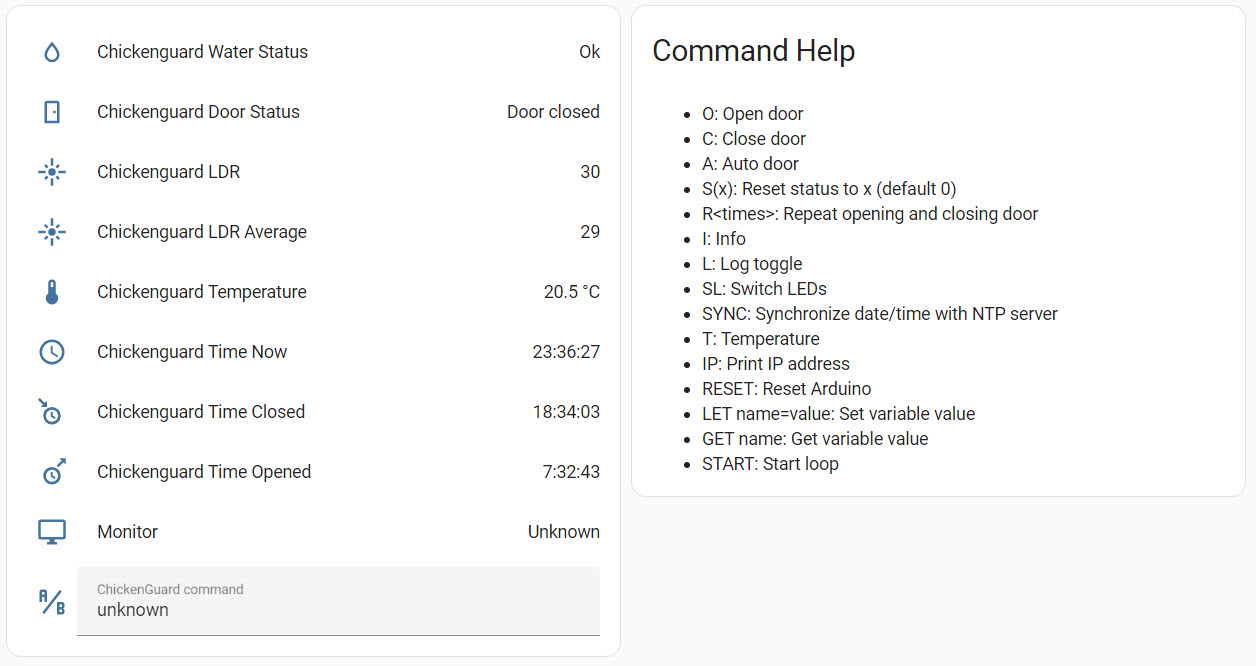 Chickenguard Water Status Ok
Chickenguard Door Status Door closed
Chickenguard LDR 30
Chickenguard LDR Average 29
Chickenguard Temperature 20.5 °C
Chickenguard Time Now 23:36:27
Chickenguard Time Closed 18:34:03
Chickenguard Time Opened 7:32:43
Monitor Unknown
A/B
ChickenGuard command
unknown
Command Help
• O: Open door
• C: Close door
• A: Auto door
• S(x): Reset status to x (default 0)
• R<times>: Repeat opening and closing door
• I: Info
• L: Log toggle
• SL: Switch LEDs
• SYNC: Synchronize date/time with NTP server
• T: Temperature
• IP: Print IP address
• RESET: Reset Arduino
• LET name=value: Set variable value
• GET name: Get variable value
• START: Start loop